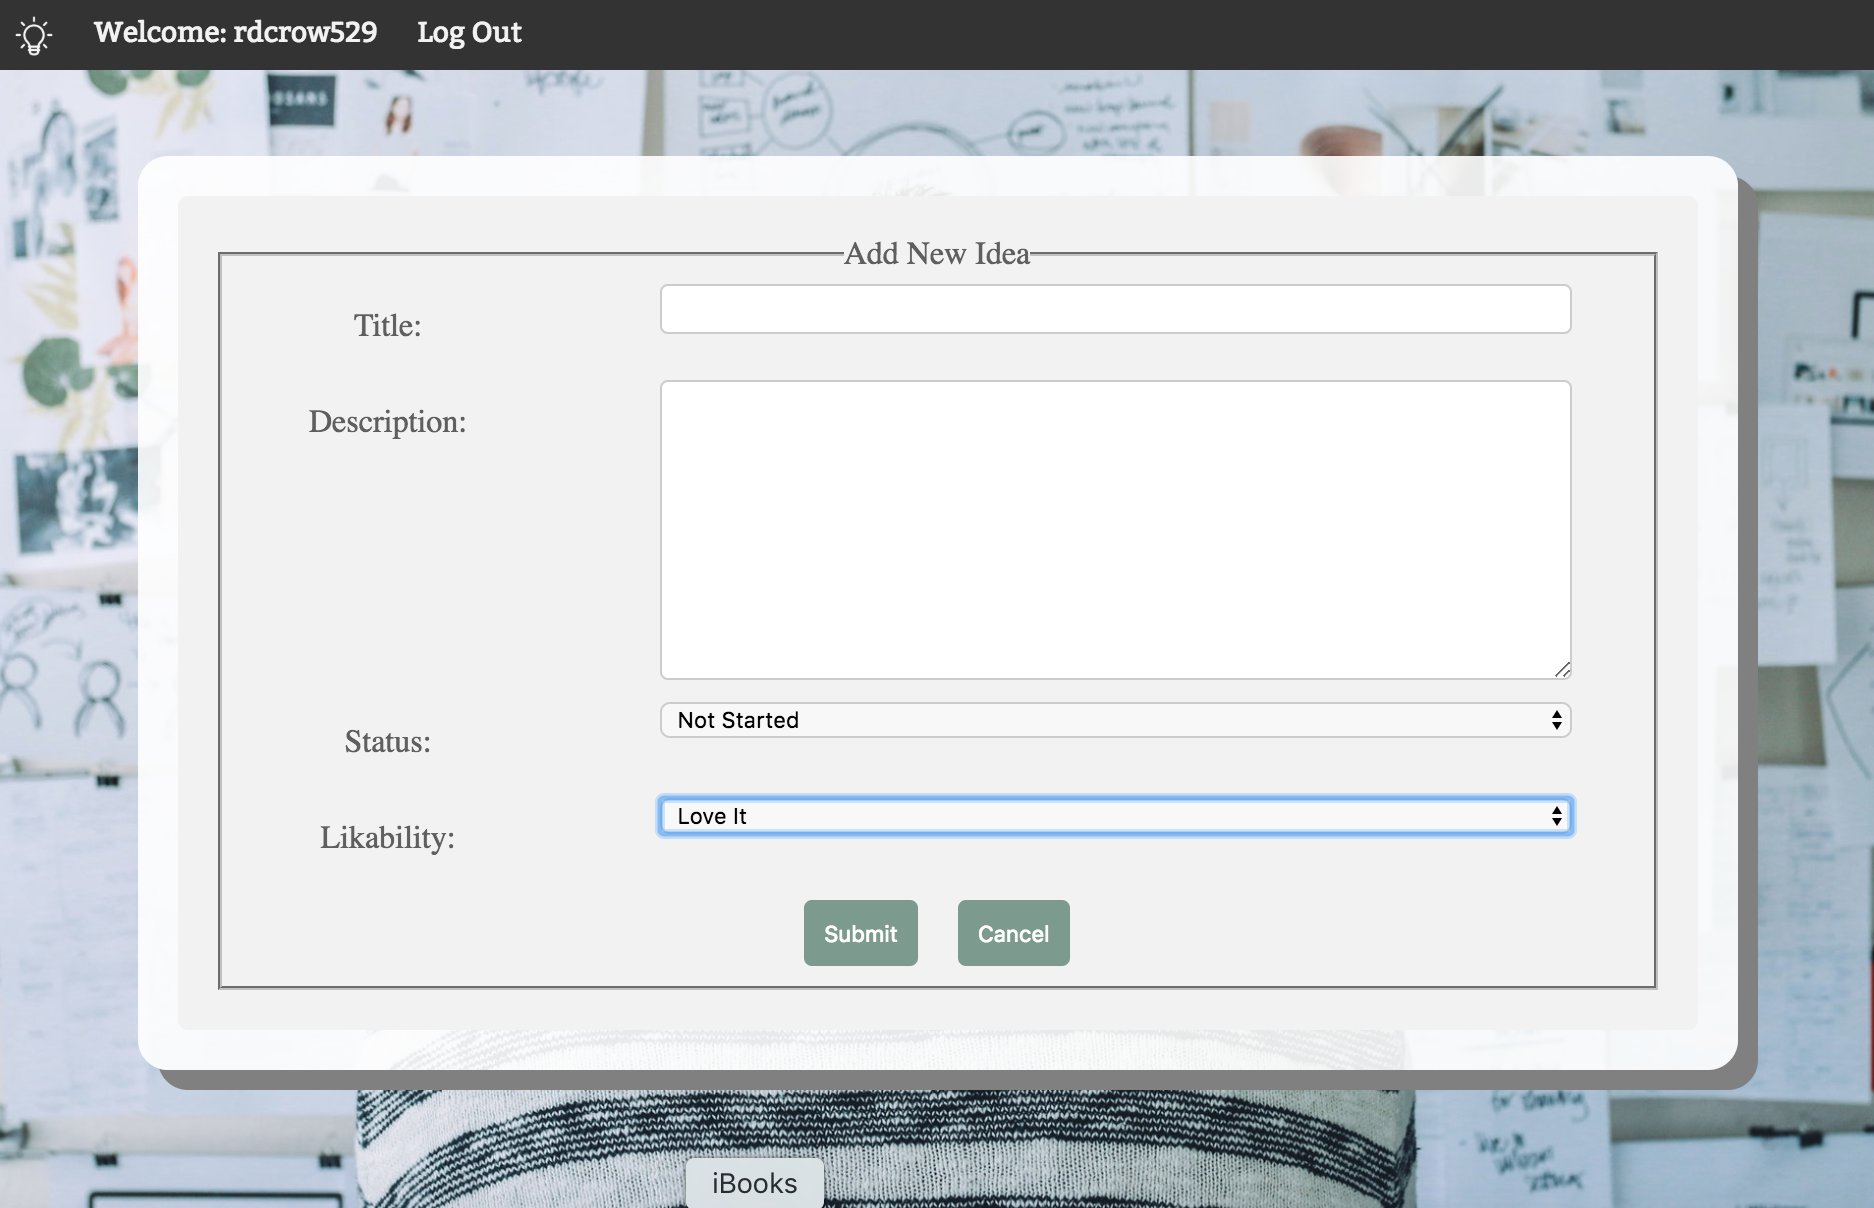 Welcome: rdcrow529 Log Out
Add New Idea
Title:
Description:
Status:
Not Started
Likability:
Love It
Submit Cancel
iBooks